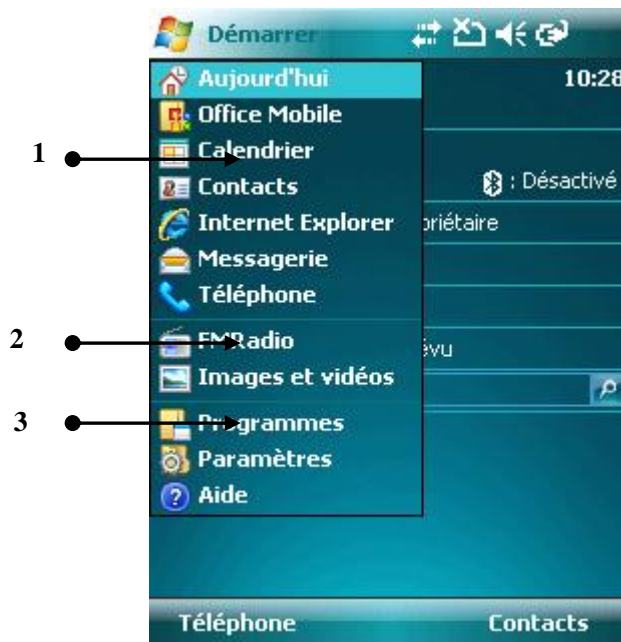 Démarrer
Aujourd'hui
10:28
Office Mobile
1
Calendrier
Contacts
: Désactivé
Internet Explorer
priétaire
Messagerie
Téléphone
2
FMRadio
évu
Images et vidéos
3
Programmes
Paramètres
Aide
Téléphone
Contacts